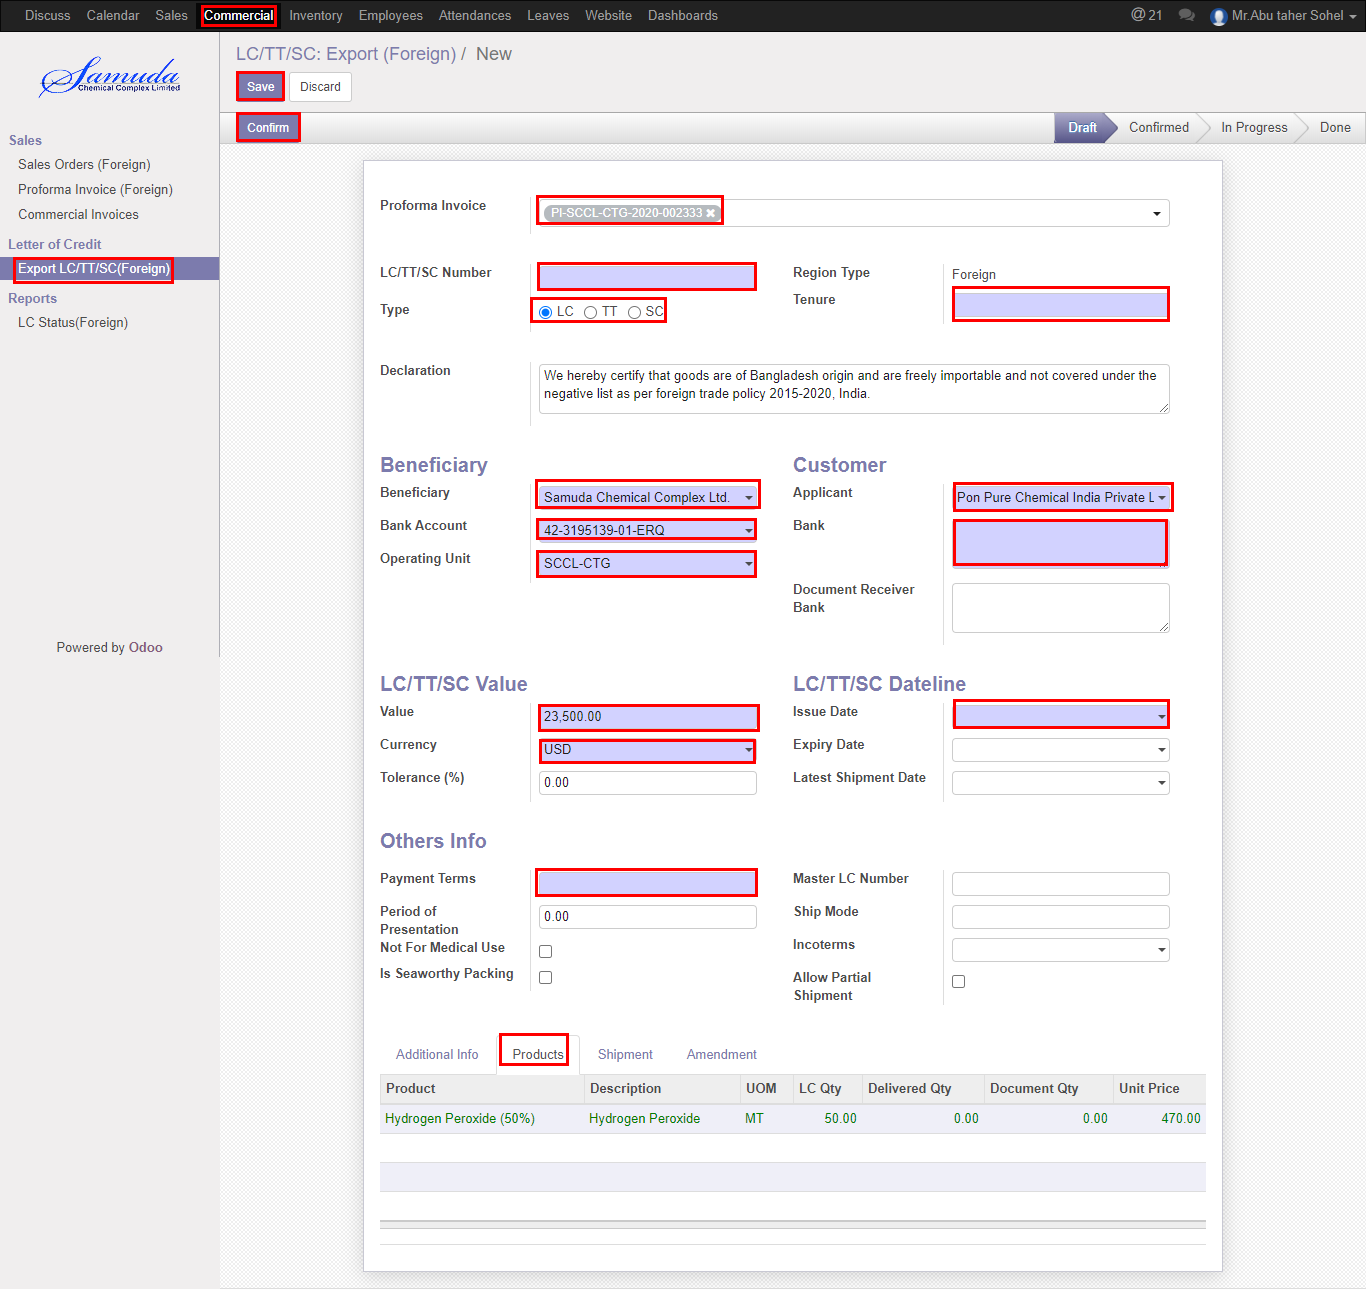 Discuss Calendar Sales Commercial Inventory Employees Attendances Leaves Website Dashboards @ 21 Mr.Abu taher Sohel
Samuda
Chemical Complex Limited
LC/TT/SC: Export (Foreign) / New
Save Discard
Confirm
Draft Confirmed In Progress Done
Sales
Sales Orders (Foreign)
Proforma Invoice (Foreign)
Commercial Invoices
Letter of Credit
Export LC/TT/SC(Foreign)
Reports
LC Status(Foreign)
Powered by Odoo
Proforma Invoice PI-SCCL-CTG-2020-002333
LC/TT/SC Number
Type LC TT SC
Region Type Foreign
Tenure
Declaration We hereby certify that goods are of Bangladesh origin and are freely importable and not covered under the
negative list as per foreign trade policy 2015-2020, India.
Beneficiary
Beneficiary Samuda Chemical Complex Ltd.
Bank Account 42-3195139-01-ERQ
Operating Unit SCCL-CTG
Customer
Applicant Pon Pure Chemical India Private L
Bank
Document Receiver
Bank
LC/TT/SC Value
Value 23,500.00
Currency USD
Tolerance (%) 0.00
LC/TT/SC Dateline
Issue Date
Expiry Date
Latest Shipment Date
Others Info
Payment Terms
Period of
Presentation 0.00
Not For Medical Use
Is Seaworthy Packing
Master LC Number
Ship Mode
Incoterms
Allow Partial
Shipment
Additional Info Products Shipment Amendment
Product Description UOM LC Qty Delivered Qty Document Qty Unit Price
Hydrogen Peroxide (50%) Hydrogen Peroxide MT 50.00 0.00 0.00 470.00